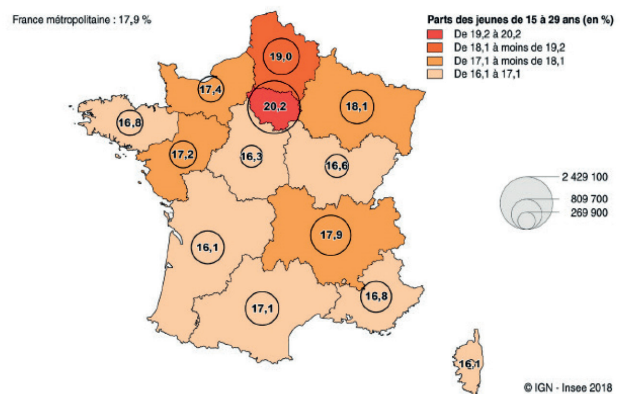 France métropolitaine : 17,9 %
Parts des jeunes de 15 à 29 ans (en %)
De 19,2 à 20,2
De 18,1 à moins de 19,2
De 17,1 à moins de 18,1
De 16,1 à 17,1
19,0
17,4
20,2
18,1
16,8
17,2
16,3
16,6
2 429 100
809 700
269 900
16,1
17,9
17,1
16,8
16,1
© IGN - Insee 2018